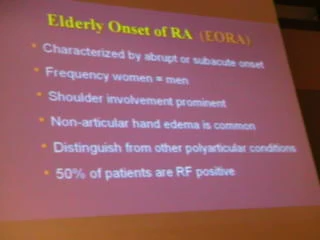 Elderly Onset of RA (EORA)
Characterized by abrupt or subacute onset
Frequency women = men
Shoulder involvement prominent
Non-articular hand edema is common
Distinguish from other polyarticular conditions
50% of patients are RF positive